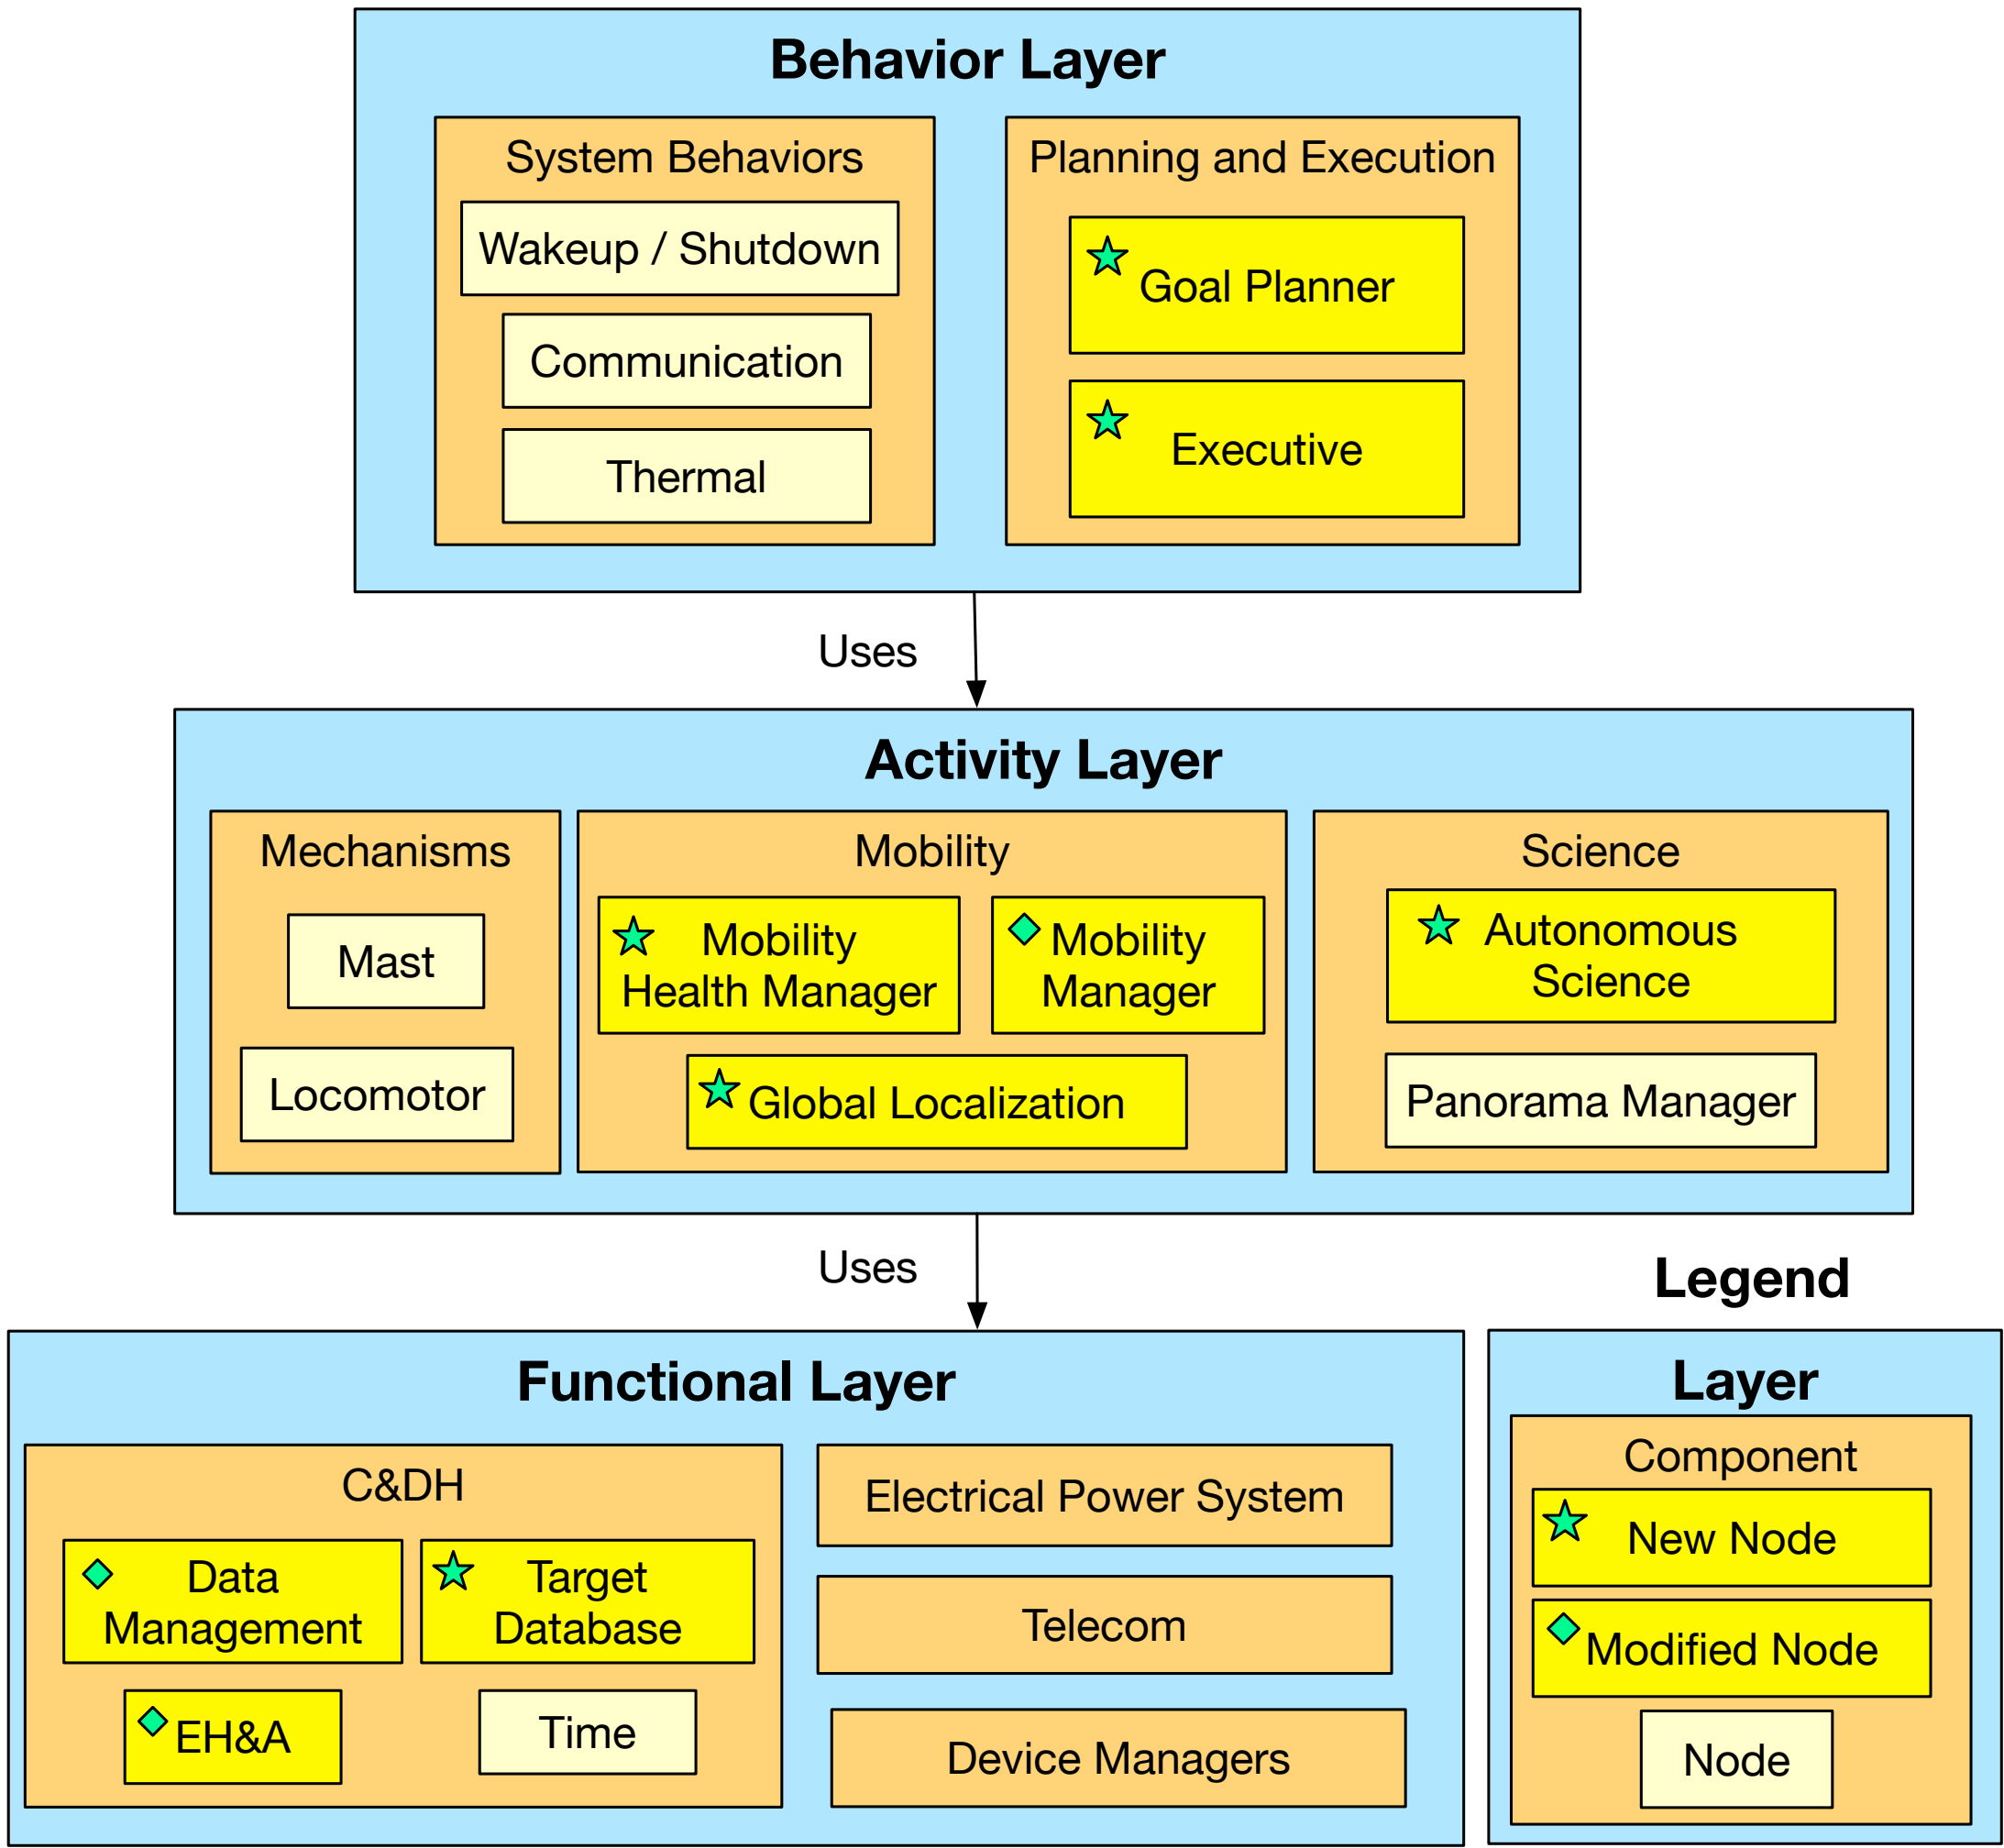 Behavior Layer
System Behaviors
Wakeup / Shutdown
Communication
Thermal
Planning and Execution
Goal Planner
Executive
Uses
Activity Layer
Mechanisms
Mast
Locomotor
Mobility
Mobility
Health Manager
Mobility
Manager
Global Localization
Science
Autonomous
Science
Panorama Manager
Uses
Functional Layer
C&DH
Data
Management
Target
Database
EH&A
Time
Electrical Power System
Telecom
Device Managers
Legend
Layer
Component
New Node
Modified Node
Node